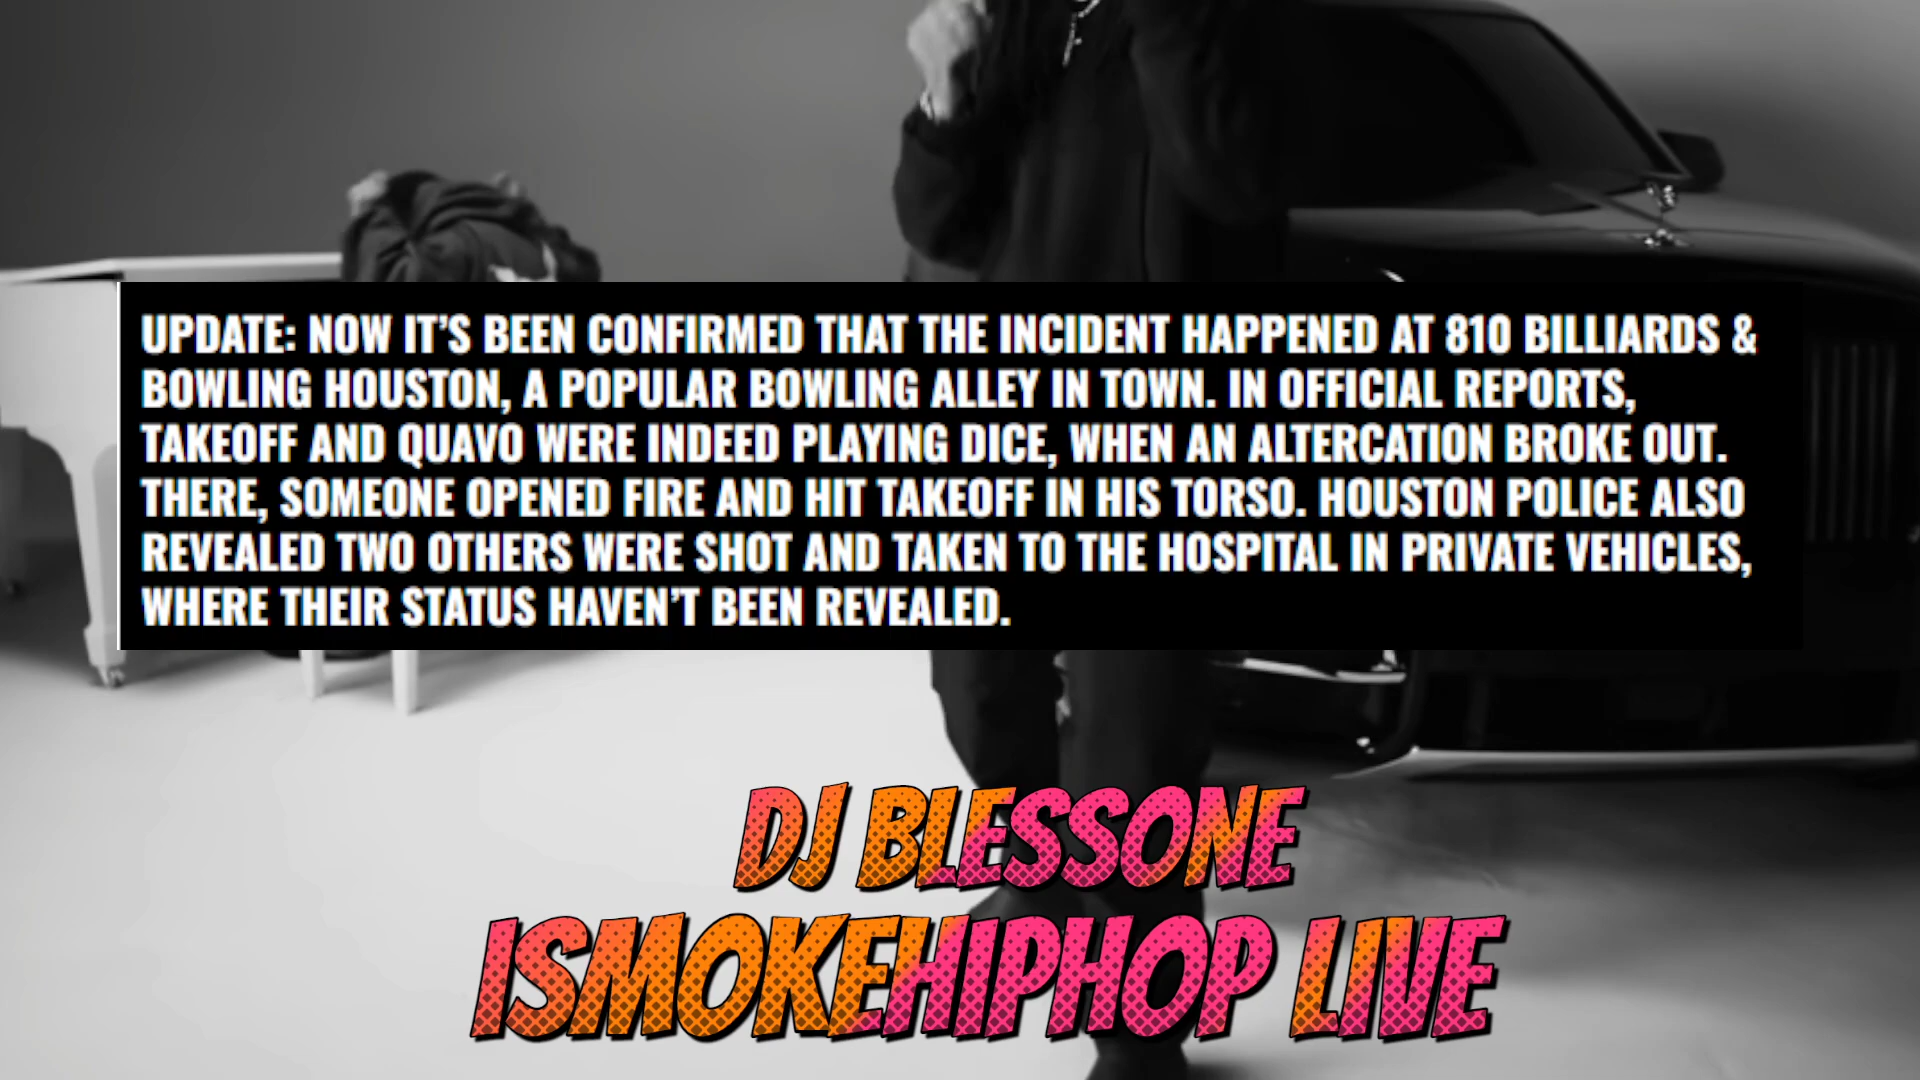 UPDATE: NOW IT'S BEEN CONFIRMED THAT THE INCIDENT HAPPENED AT 810 BILLIARDS &
BOWLING HOUSTON, A POPULAR BOWLING ALLEY IN TOWN. IN OFFICIAL REPORTS,
TAKEOFF AND QUAVO WERE INDEED PLAYING DICE, WHEN AN ALTERCATION BROKE OUT.
THERE, SOMEONE OPENED FIRE AND HIT TAKEOFF IN HIS TORSO. HOUSTON POLICE ALSO
REVEALED TWO OTHERS WERE SHOT AND TAKEN TO THE HOSPITAL IN PRIVATE VEHICLES,
WHERE THEIR STATUS HAVEN'T BEEN REVEALED.
DJ BLESSONE
ISMOKEHIPHOP LIVE